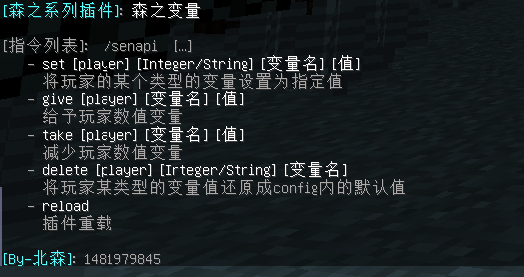 [森之系列插件]: 森之变量
[指令列表]: /senapi […]
- set [player] [Integer/String] [变量名] [值]
将玩家的某个类型的变量设置为指定值
- give [player] [变量名] [值]
给予玩家数值变量
- take [player] [变量名] [值]
减少玩家数值变量
- delete [player] [Irteger/String] [变量名]
将玩家某类型的变量值还原成config内的默认值
- reload
插件重载
[By-北森]: 1481979845